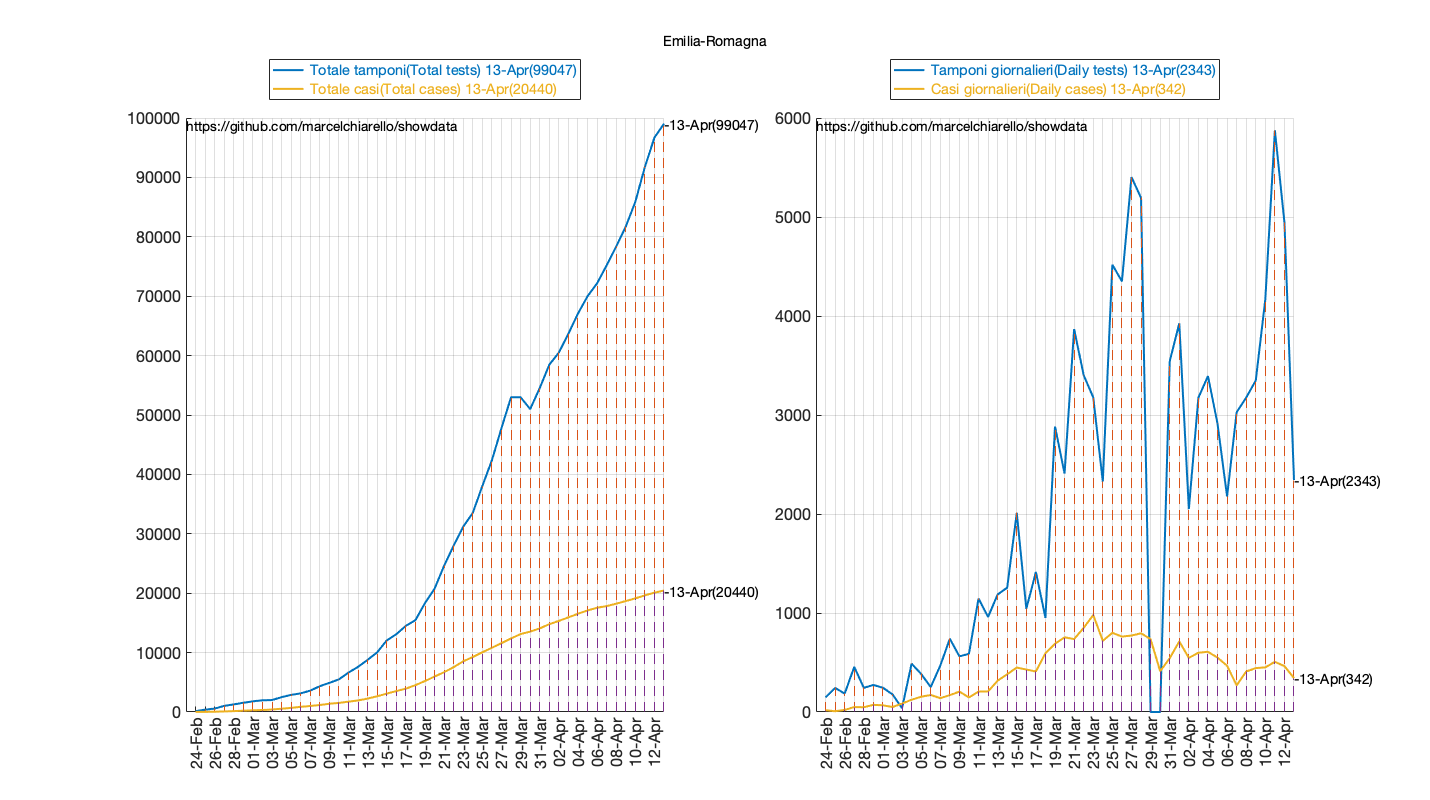 Emilia-Romagna
Totale tamponi(Total tests) 13-Apr(99047)
Totale casi(Total cases) 13-Apr(20440)
https://github.com/marcelchiarello/showdata
100000
90000
80000
70000
60000
50000
40000
30000
20000
10000
0
-13-Apr(99047)
-13-Apr(20440)
24-Feb
26-Feb
28-Feb
01-Mar
03-Mar
05-Mar
07-Mar
09-Mar
11-Mar
13-Mar
15-Mar
17-Mar
19-Mar
21-Mar
23-Mar
25-Mar
27-Mar
29-Mar
31-Mar
02-Apr
04-Apr
06-Apr
08-Apr
10-Apr
12-Apr
Tamponi giornalieri(Daily tests) 13-Apr(2343)
Casi giornalieri(Daily cases) 13-Apr(342)
https://github.com/marcelchiarello/showdata
6000
5000
4000
3000
2000
1000
0
-13-Apr(2343)
-13-Apr(342)
24-Feb
26-Feb
28-Feb
01-Mar
03-Mar
05-Mar
07-Mar
09-Mar
11-Mar
13-Mar
15-Mar
17-Mar
19-Mar
21-Mar
23-Mar
25-Mar
27-Mar
29-Mar
31-Mar
02-Apr
04-Apr
06-Apr
08-Apr
10-Apr
12-Apr